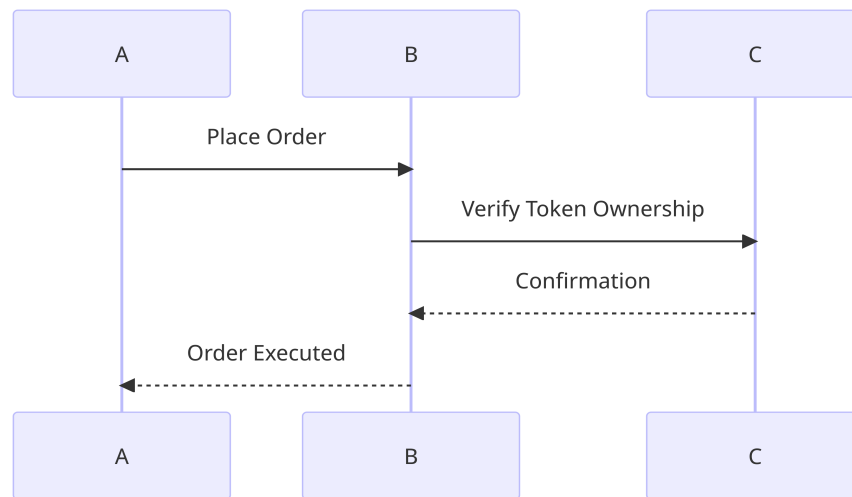 A
B
C
Place Order
Verify Token Ownership
Confirmation
Order Executed
A
B
C